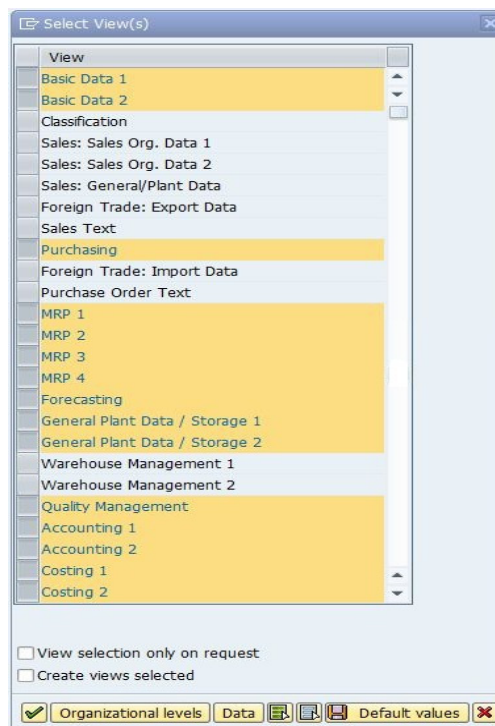 Select View(s)
View
Basic Data 1
Basic Data 2
Classification
Sales: Sales Org. Data 1
Sales: Sales Org. Data 2
Sales: General/Plant Data
Foreign Trade: Export Data
Sales Text
Purchasing
Foreign Trade: Import Data
Purchase Order Text
MRP 1
MRP 2
MRP 3
MRP 4
Forecasting
General Plant Data / Storage 1
General Plant Data / Storage 2
Warehouse Management 1
Warehouse Management 2
Quality Management
Accounting 1
Accounting 2
Costing 1
Costing 2
View selection only on request
Create views selected
Organizational levels Data Default values